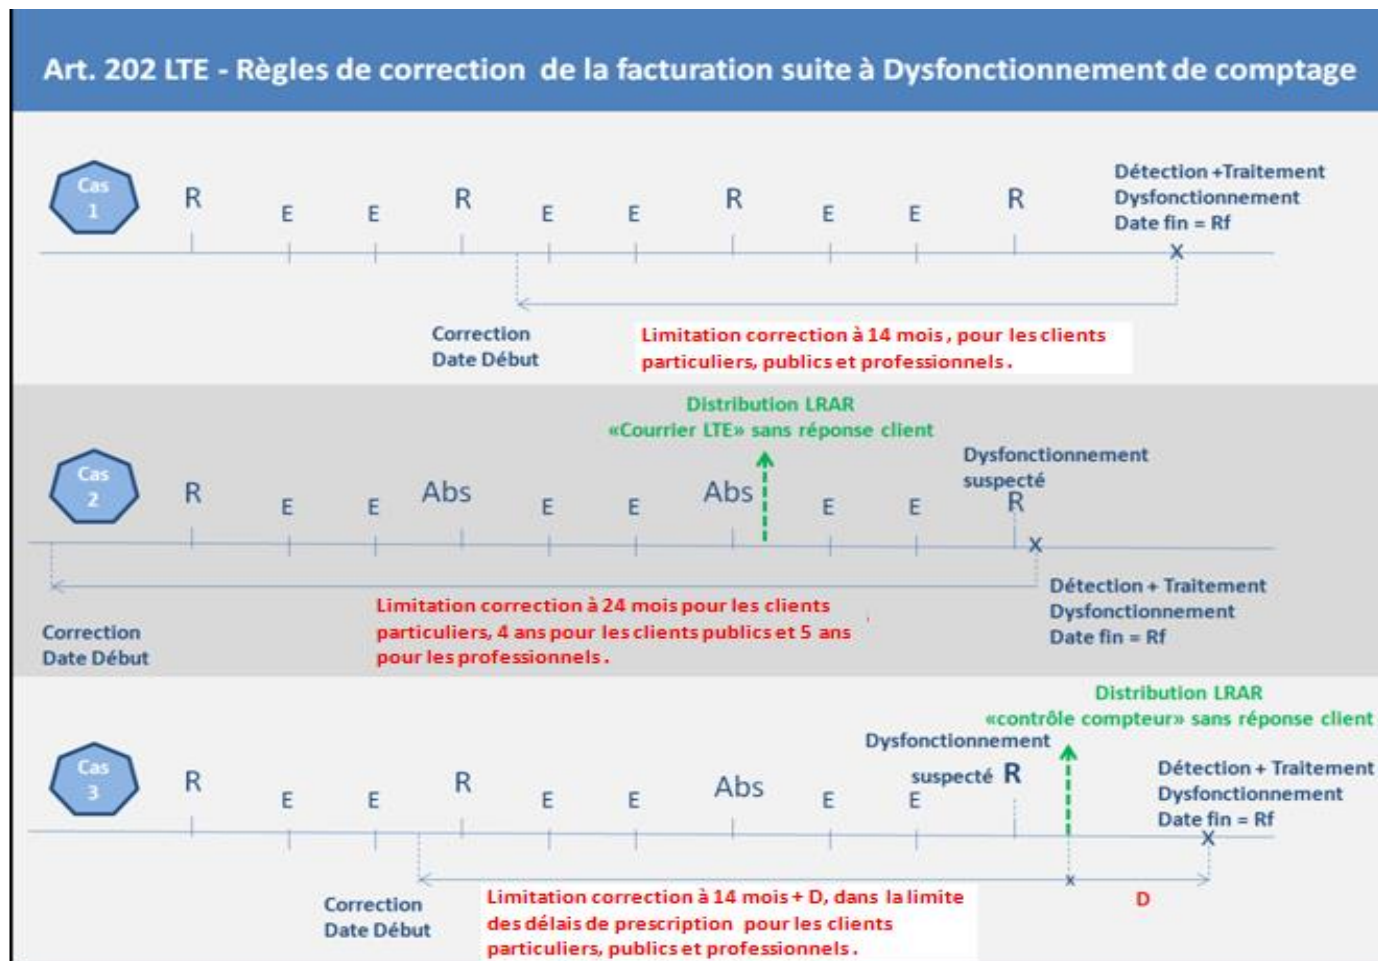 Art. 202 LTE - Règles de correction de la facturation suite à Dysfonctionnement de comptage
Cas
1
R
E
E
R
E
E
R
E
E
R
Détection +Traitement
Dysfonctionnement
Date fin = Rf
x
Correction
Date Début
Limitation correction à 14 mois , pour les clients
particuliers, publics et professionnels .
Distribution LRAR
«Courrier LTE» sans réponse client
Cas
2
R
E
E
Abs
E
E
Abs
E
E
Dysfonctionnement
suspecté
R
x
Détection + Traitement
Dysfonctionnement
Date fin = Rf
Correction
Date Début
Limitation correction à 24 mois pour les clients
particuliers, 4 ans pour les clients publics et 5 ans
pour les professionnels .
Distribution LRAR
«contrôle compteur» sans réponse client
Cas
3
R
E
E
R
E
E
Abs
E
E
Dysfonctionnement
suspecté R
Détection + Traitement
Dysfonctionnement
Date fin = Rf
X
x
D
Correction
Date Début
Limitation correction à 14 mois + D, dans la limite
des délais de prescription pour les clients
particuliers, publics et professionnels .